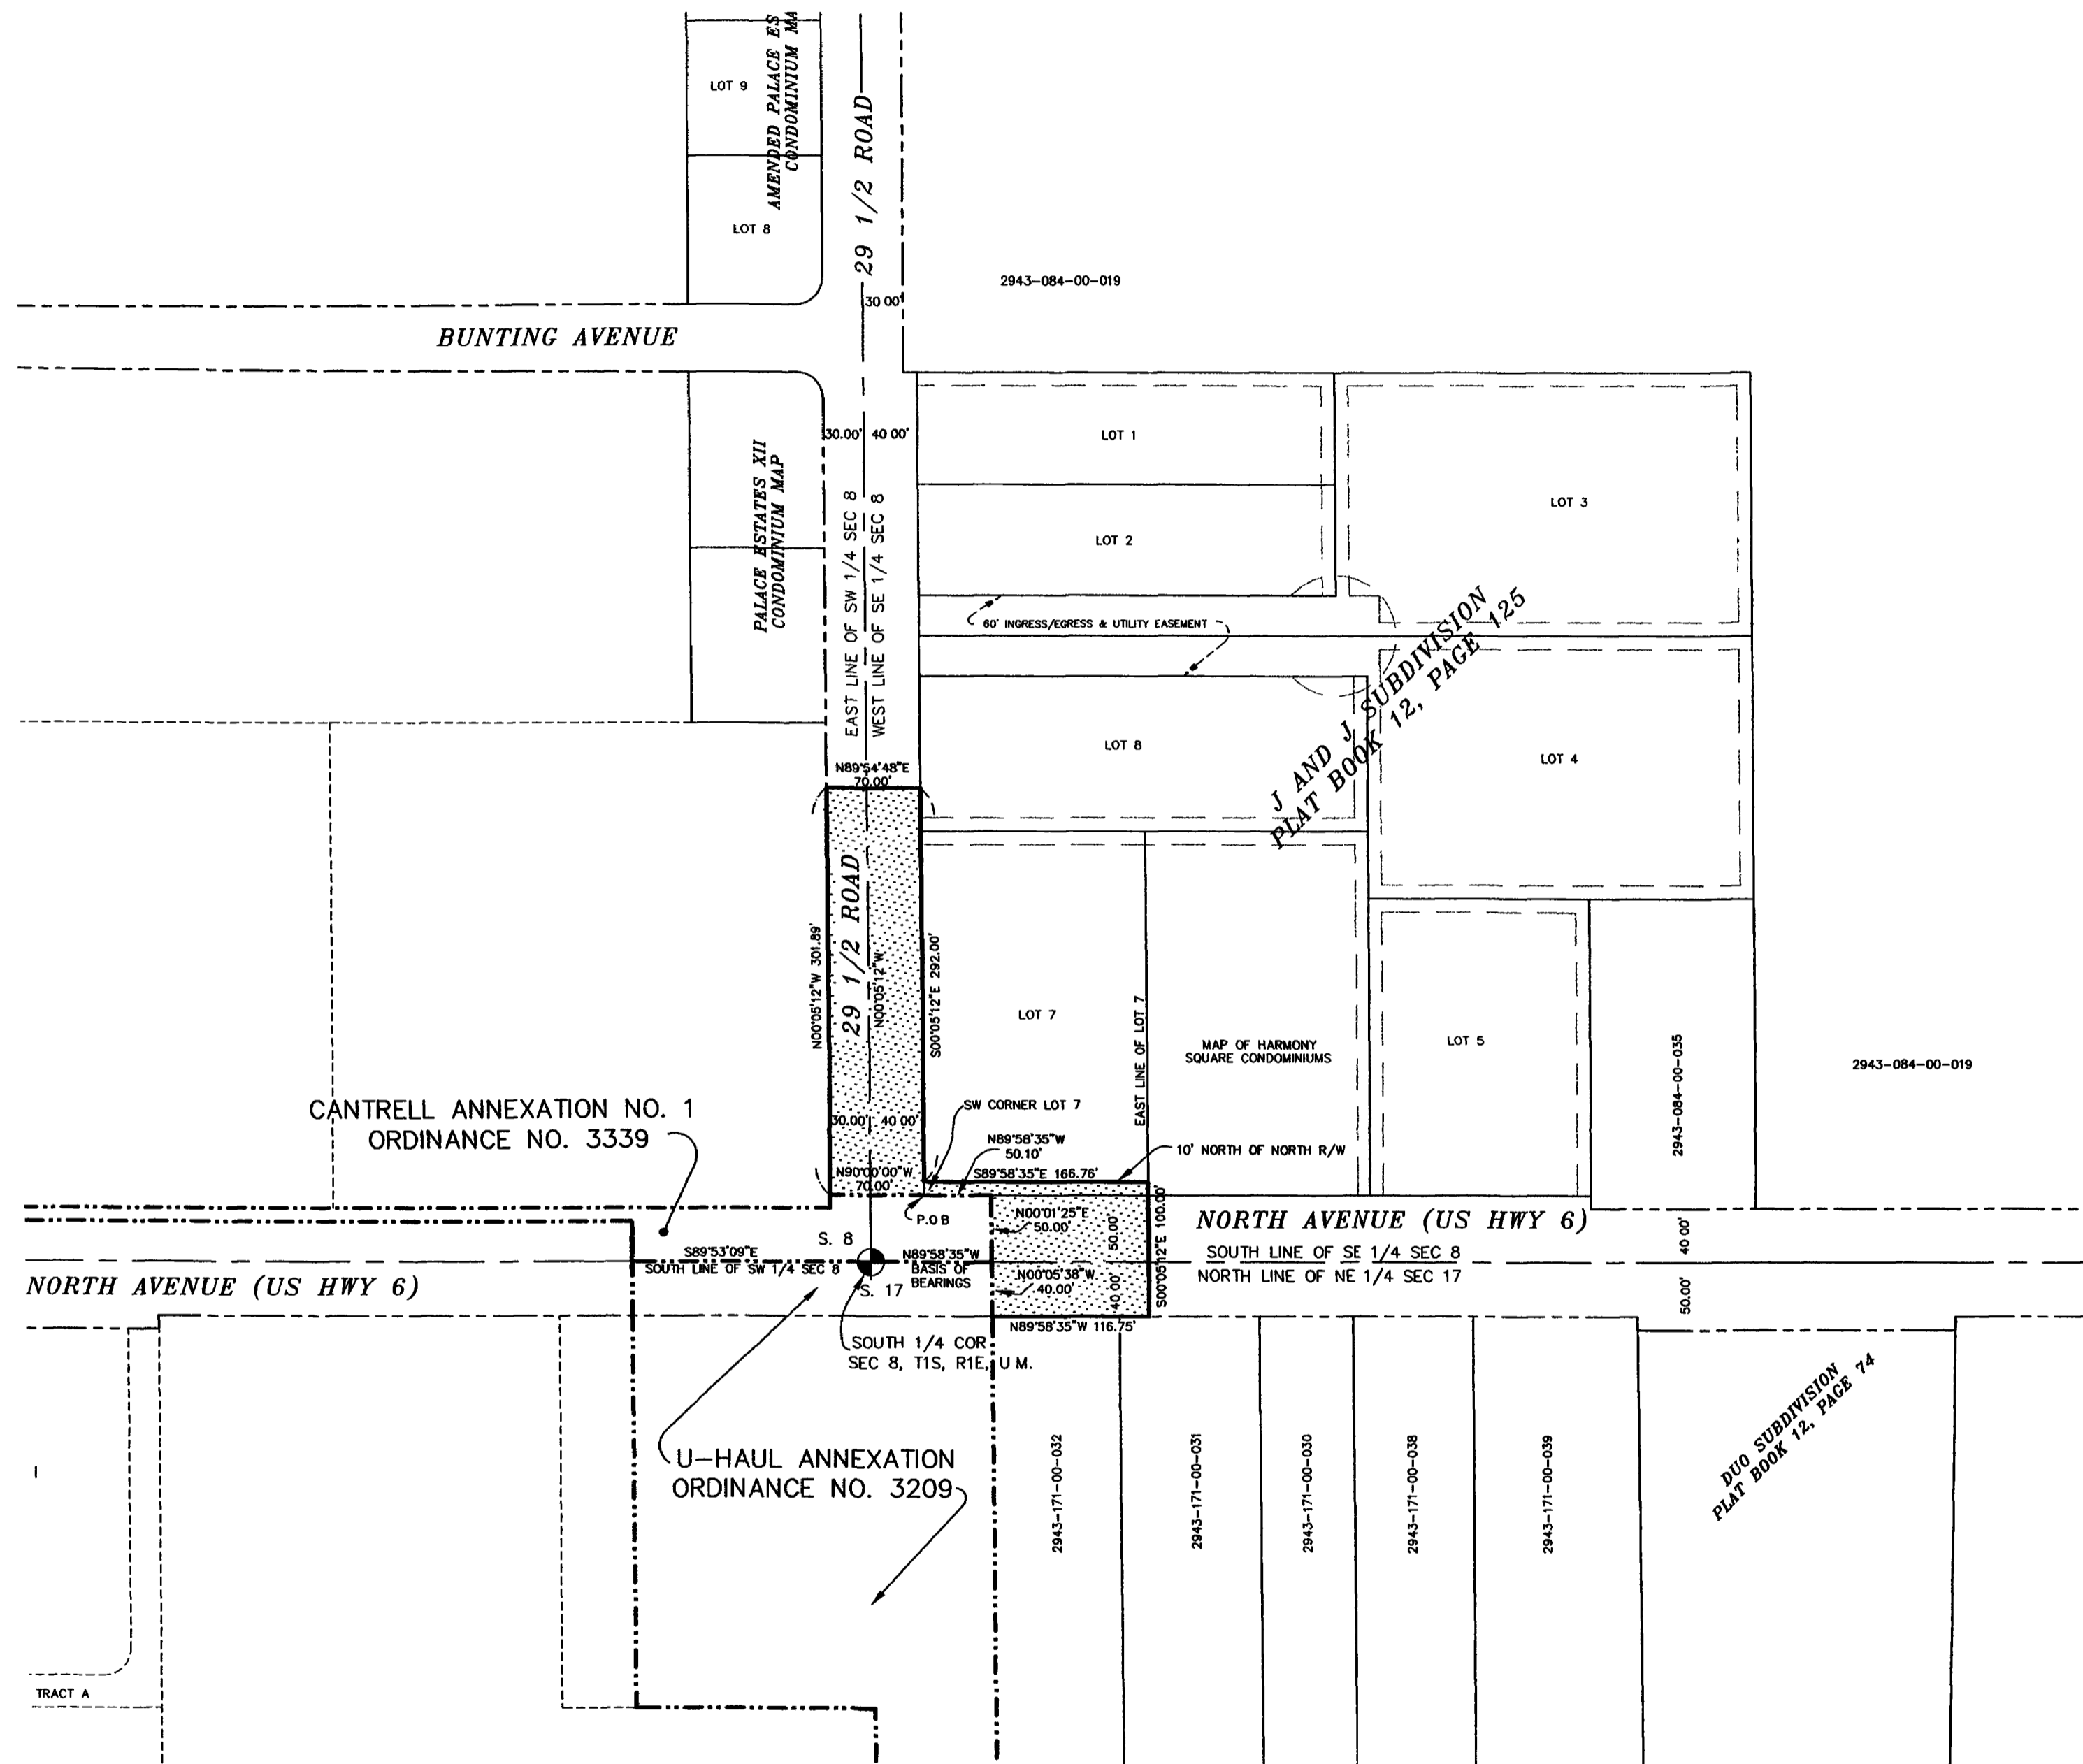 LOT 9
AMENDED PALACE ES
CONDOMINIUM MA
LOT 8
29 1/2 ROAD
30 00'
2943-084-00-019
BUNTING AVENUE
30.00'
40 00'
LOT 1
LOT 2
LOT 3
PALACE ESTATES XII
CONDOMINIUM MAP
EAST LINE OF SW 1/4 SEC 8
WEST LINE OF SE 1/4 SEC 8
60' INGRESS/EGRESS & UTILITY EASEMENT
J AND J SUBDIVISION
PLAT BOOK 12, PAGE 125
LOT 8
LOT 4
N89°54'48"E
70.00'
N00°05'12"W 301.89'
29 1/2 ROAD
N00°05'12"W
S00°05'12"E 292.00'
LOT 7
EAST LINE OF LOT 7
MAP OF HARMONY
SQUARE CONDOMINIUMS
LOT 5
2943-084-00-035
2943-084-00-019
CANTRELL ANNEXATION NO. 1
ORDINANCE NO. 3339
30.00'
40 00'
SW CORNER LOT 7
N89°58'35"W
50.10'
10' NORTH OF NORTH R/W
N90°00'00"W
70.00'
S89°58'35"E 166.76'
P.O B
N00°01'25"E
50.00'
50.00'
S00°05'12"E 100.00'
NORTH AVENUE (US HWY 6)
40 00'
S. 8
S89°53'09"E
SOUTH LINE OF SW 1/4 SEC 8
N89°58'35"W
BASIS OF
BEARINGS
SOUTH LINE OF SE 1/4 SEC 8
NORTH LINE OF NE 1/4 SEC 17
NORTH AVENUE (US HWY 6)
S. 17
N00°05'38"W
40.00'
40 00'
50.00'
N89°58'35"W 116.75'
SOUTH 1/4 COR
SEC 8, T1S, R1E, U M.
U-HAUL ANNEXATION
ORDINANCE NO. 3209
2943-171-00-032
2943-171-00-031
2943-171-00-030
2943-171-00-038
2943-171-00-039
DUO SUBDIVISION
PLAT BOOK 12, PAGE 74
TRACT A